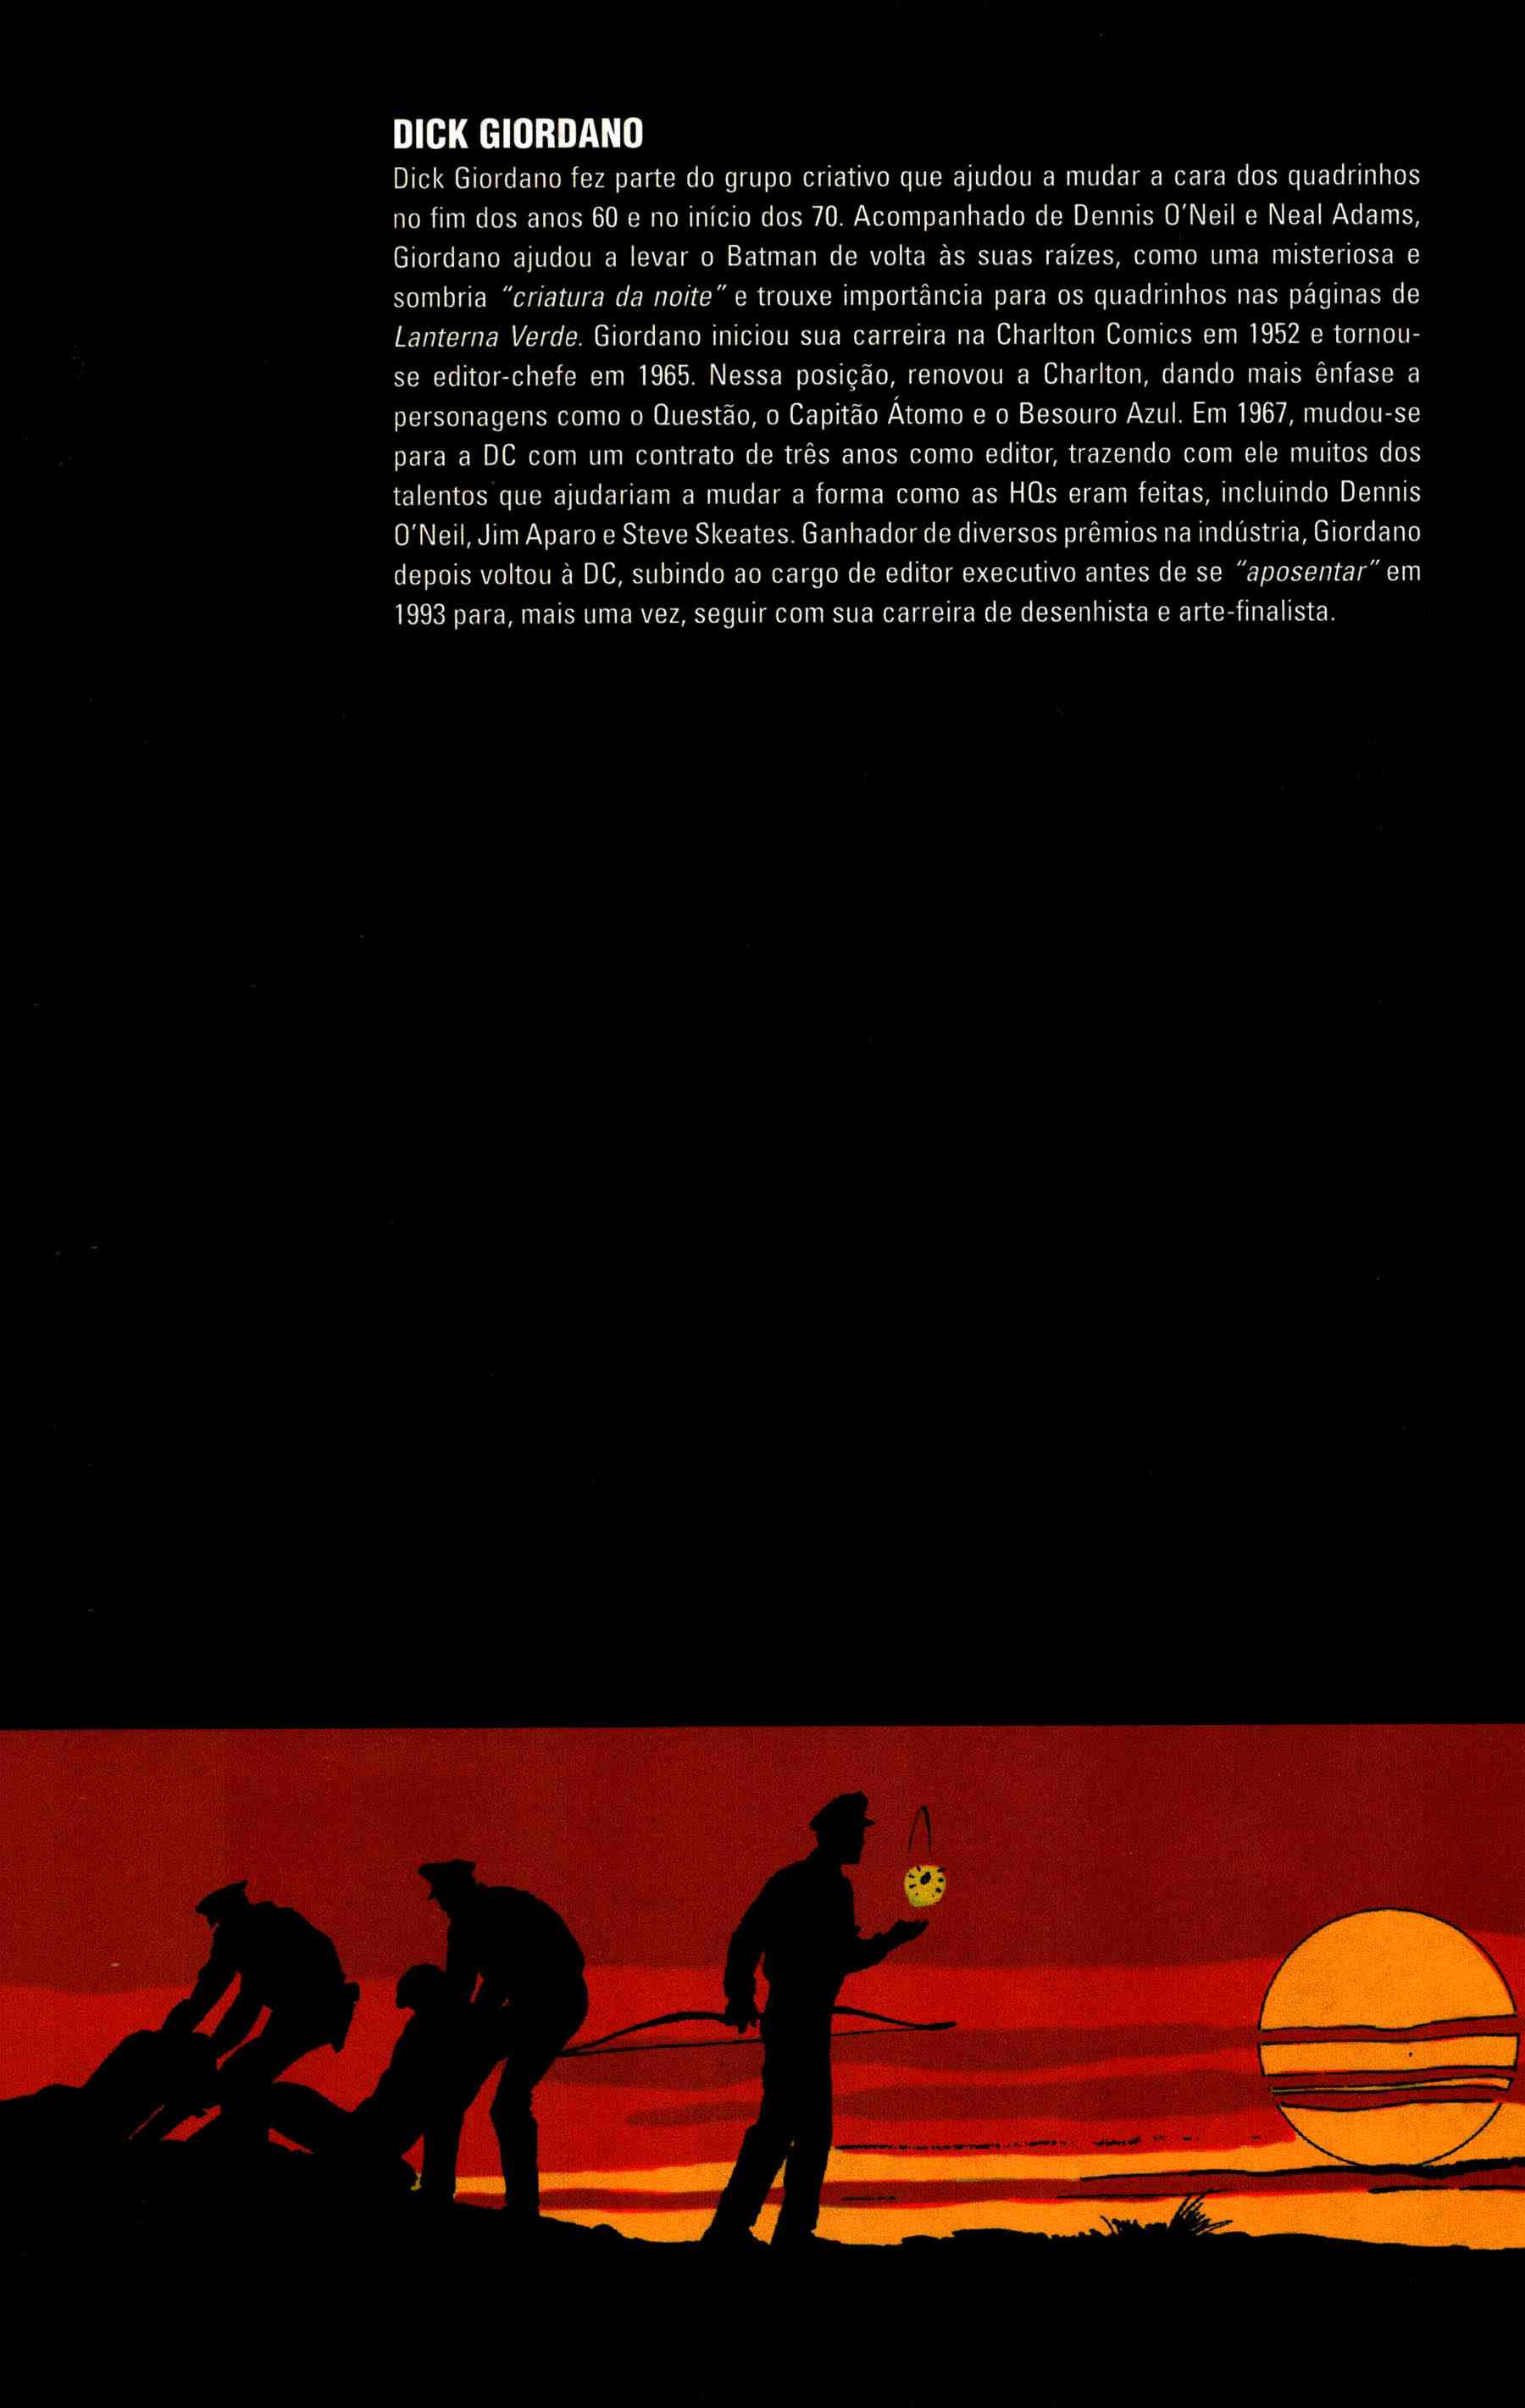 DICK GIORDANO
Dick Giordano fez parte do grupo criativo que ajudou a mudar a cara dos quadrinhos
no fim dos anos 60 e no início dos 70. Acompanhado de Dennis O'Neil e Neal Adams,
Giordano ajudou a levar o Batman de volta às suas raízes, como uma misteriosa e
sombria "criatura da noite" e trouxe importância para os quadrinhos nas páginas de
Lanterna Verde. Giordano iniciou sua carreira na Charlton Comics em 1952 e tornou-
se editor-chefe em 1965. Nessa posição, renovou a Charlton, dando mais ênfase a
personagens como o Questão, o Capitão Átomo e o Besouro Azul. Em 1967, mudou-se
para a DC com um contrato de três anos como editor, trazendo com ele muitos dos
talentos que ajudariam a mudar a forma como as HQs eram feitas, incluindo Dennis
O'Neil, Jim Aparo e Steve Skeates. Ganhador de diversos prêmios na indústria, Giordano
depois voltou à DC, subindo ao cargo de editor executivo antes de se "aposentar" em
1993 para, mais uma vez, seguir com sua carreira de desenhista e arte-finalista.